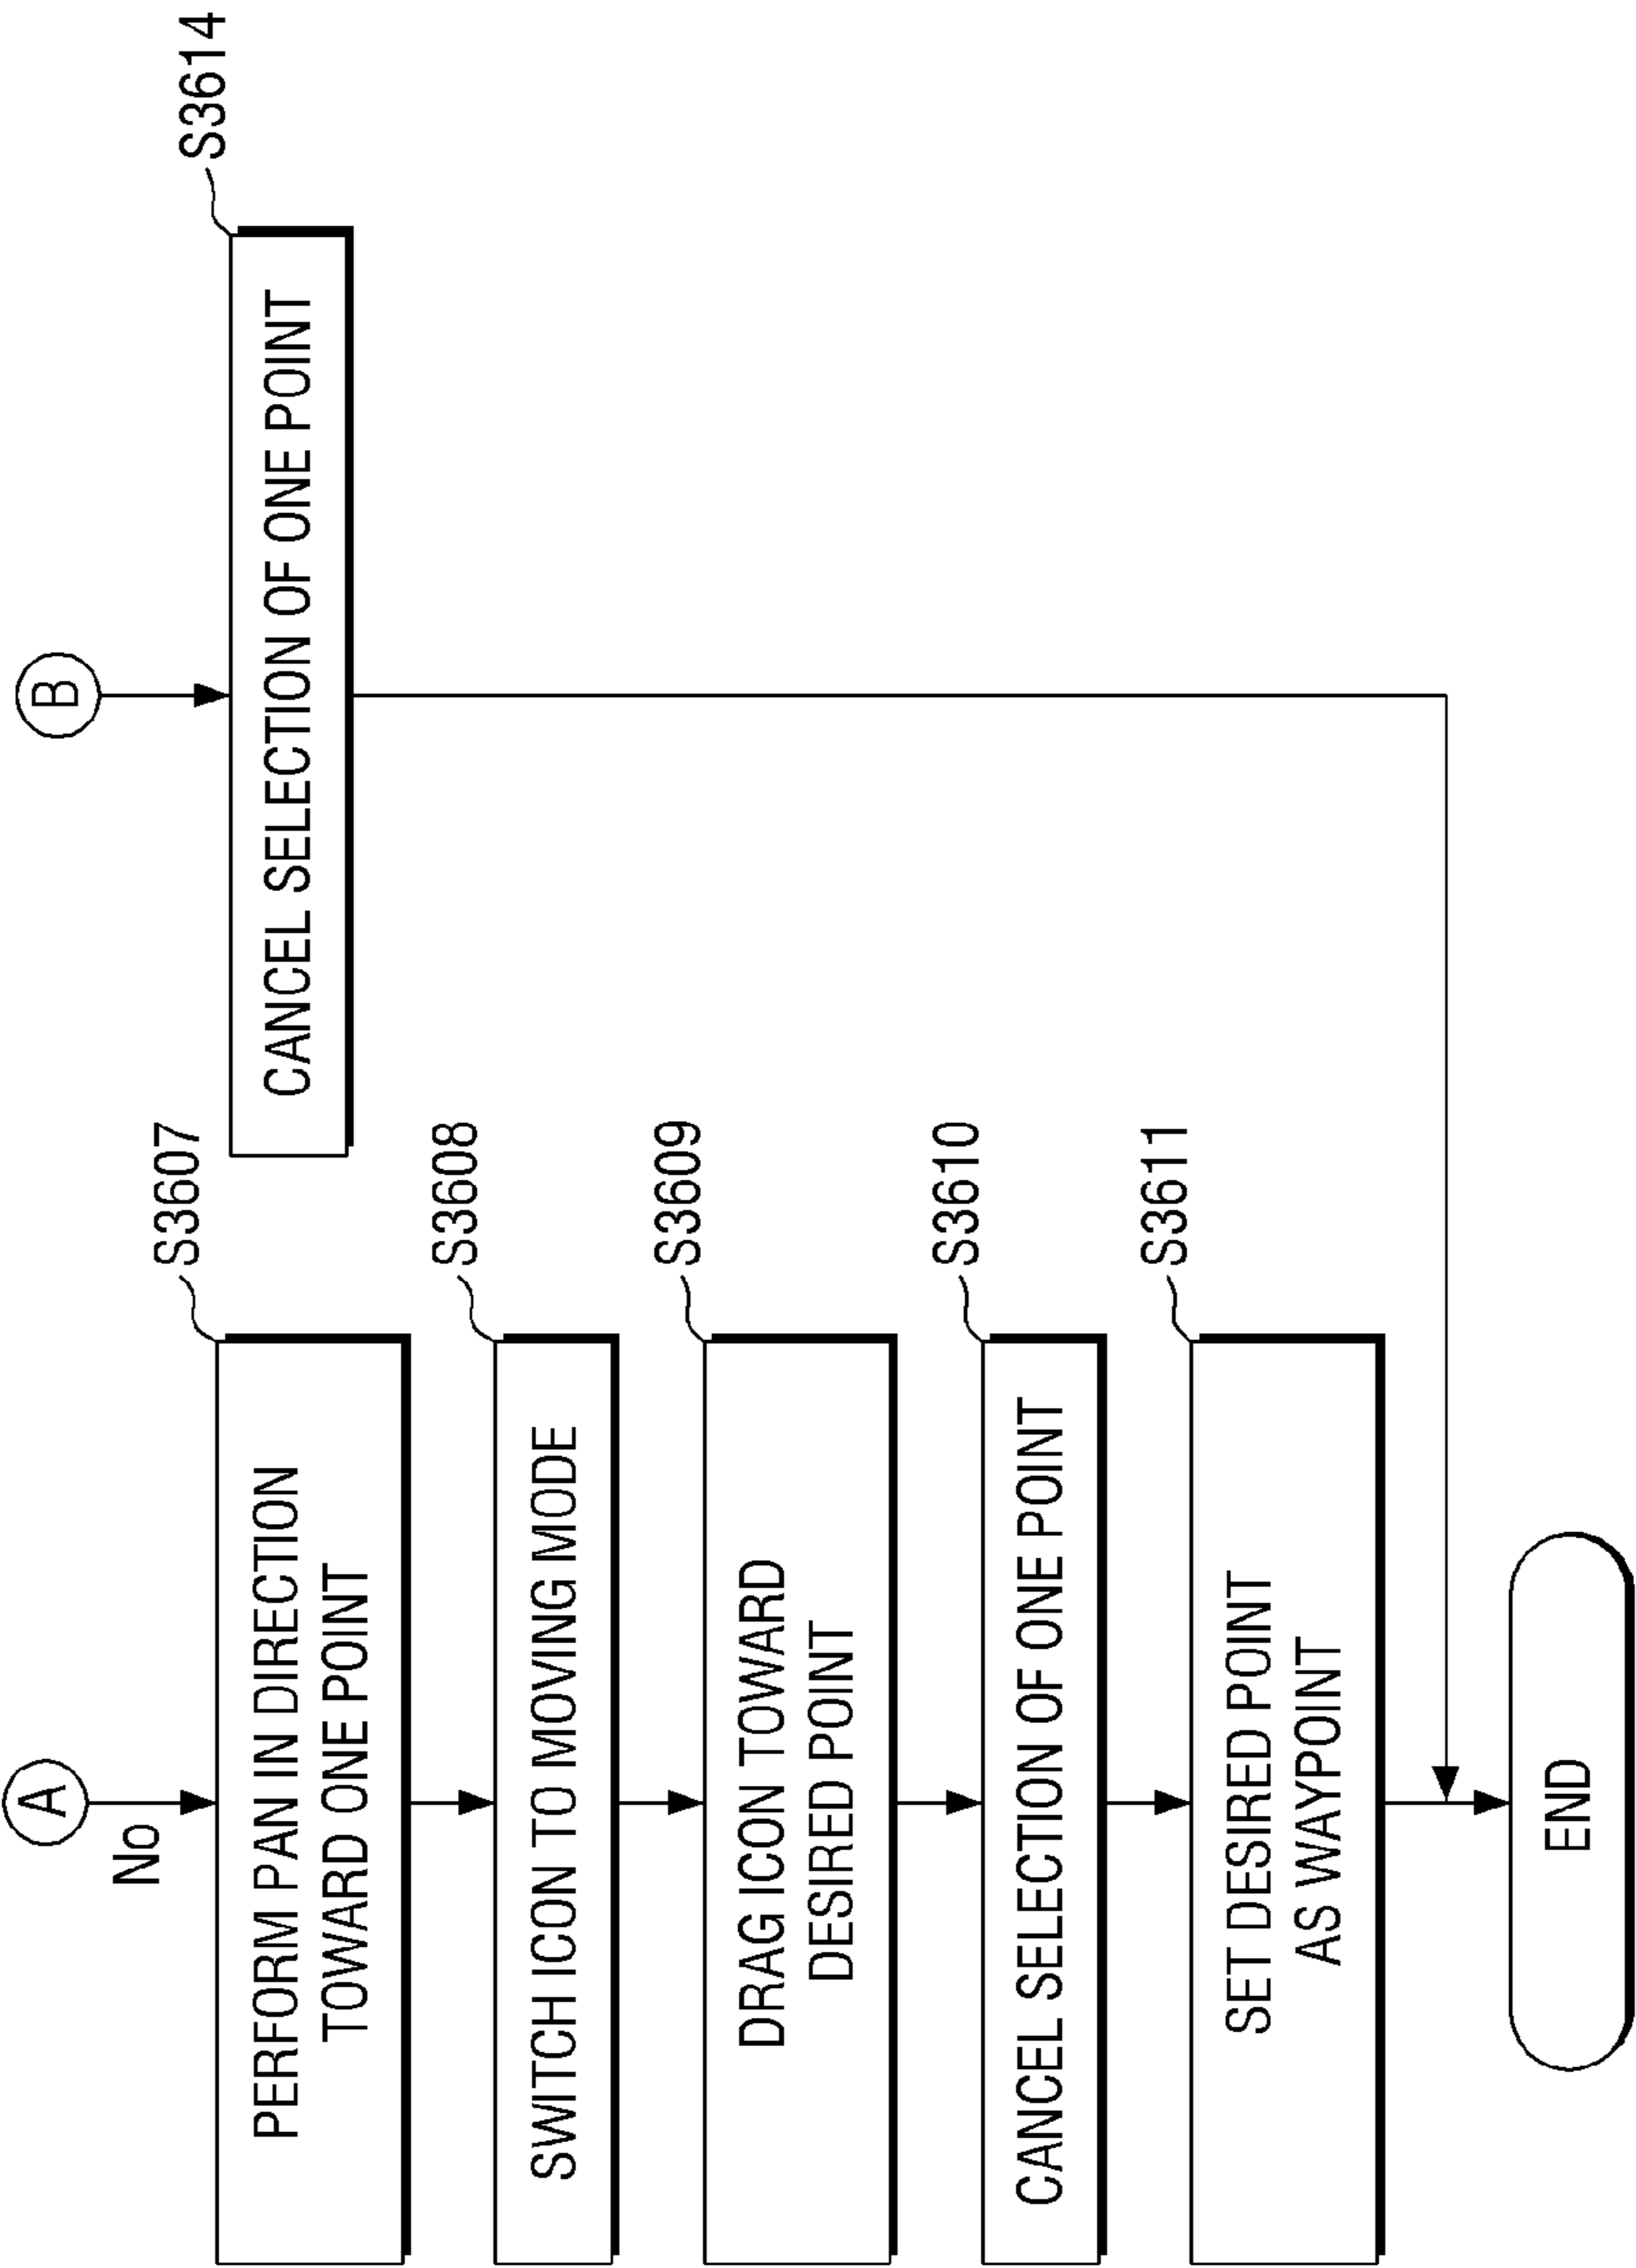 A
No
PERFORM PAN IN DIRECTION
TOWARD ONE POINT
S3607
SWITCH ICON TO MOVING MODE
S3608
DRAG ICON TOWARD
DESIRED POINT
S3609
CANCEL SELECTION OF ONE POINT
S3610
SET DESIRED POINT
AS WAYPOINT
S3611
END
B
CANCEL SELECTION OF ONE POINT
S3614